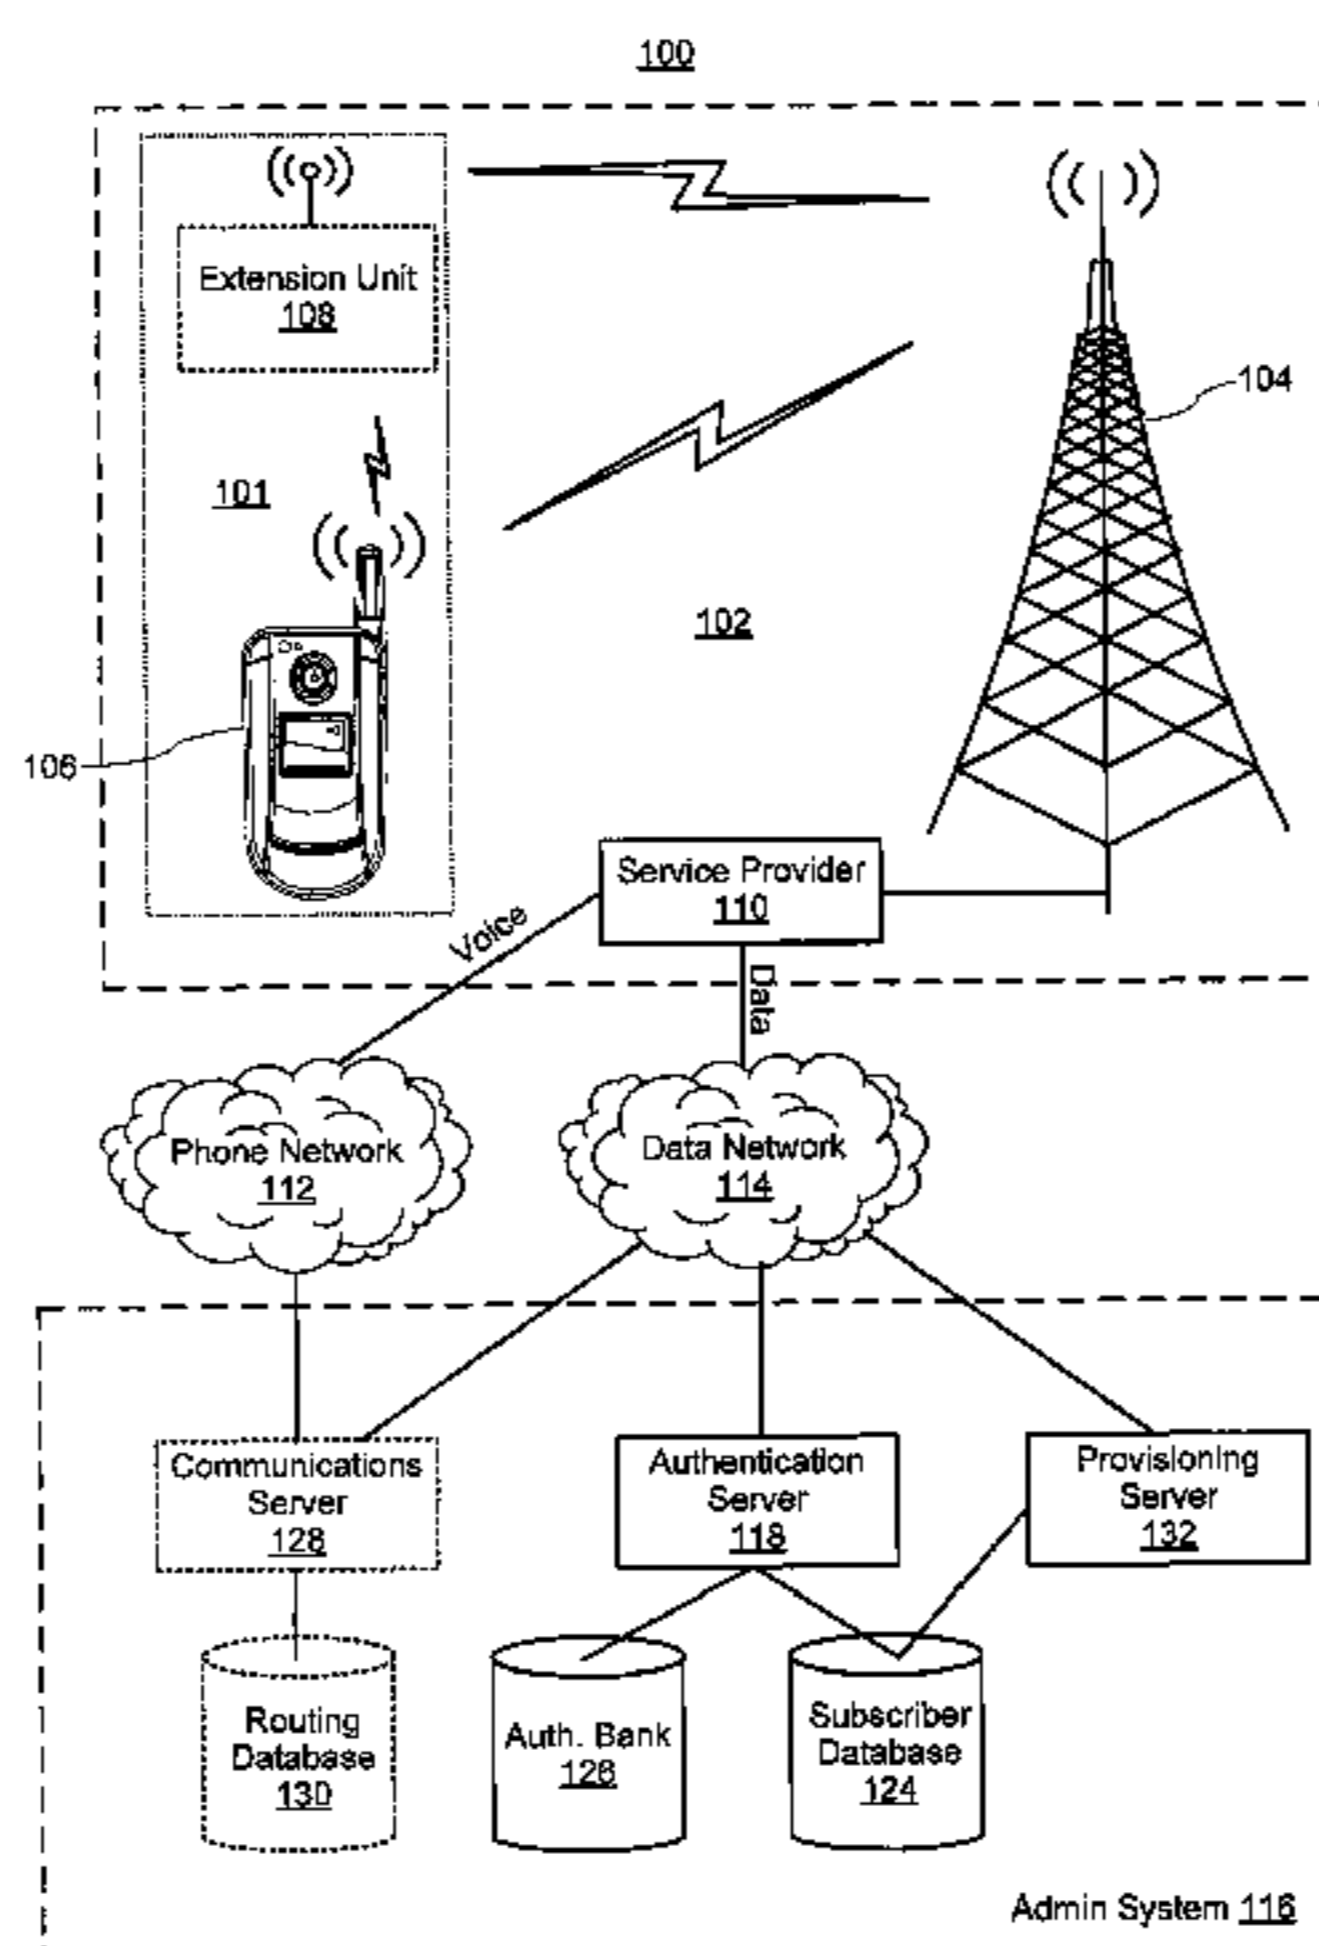 100
Extension Unit
108
104
101
102
106
Service Provider
110
Voice
Data
Phone Network
112
Data Network
114
Communications
Server
128
Authentication
Server
118
Provisioning
Server
132
Routing
Database
130
Auth. Bank
126
Subscriber
Database
124
Admin System 116